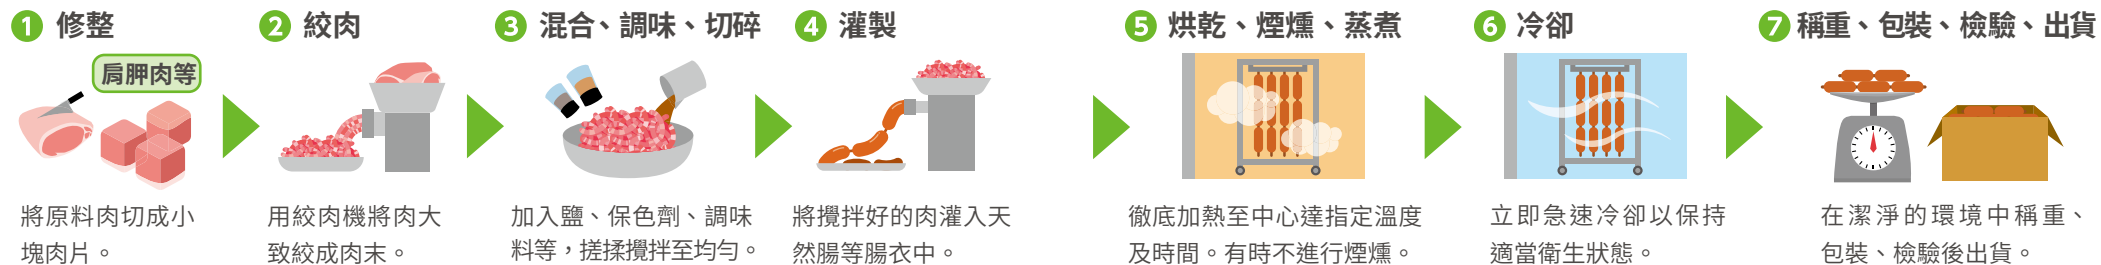 1 修整
肩胛肉等
將原料肉切成小
塊肉片。
2 絞肉
用絞肉機將肉大
致絞成肉末。
3 混合、調味、切碎
加入鹽、保色劑、調味
料等，搓揉攪拌至均勻。
4 灌製
將攪拌好的肉灌入天
然腸等腸衣中。
5 烘乾、煙燻、蒸煮
徹底加熱至中心達指定溫度
及時間。有時不進行煙燻。
6 冷卻
立即急速冷卻以保持
適當衛生狀態。
7 稱重、包裝、檢驗、出貨
在潔淨的環境中稱重、
包裝、檢驗後出貨。